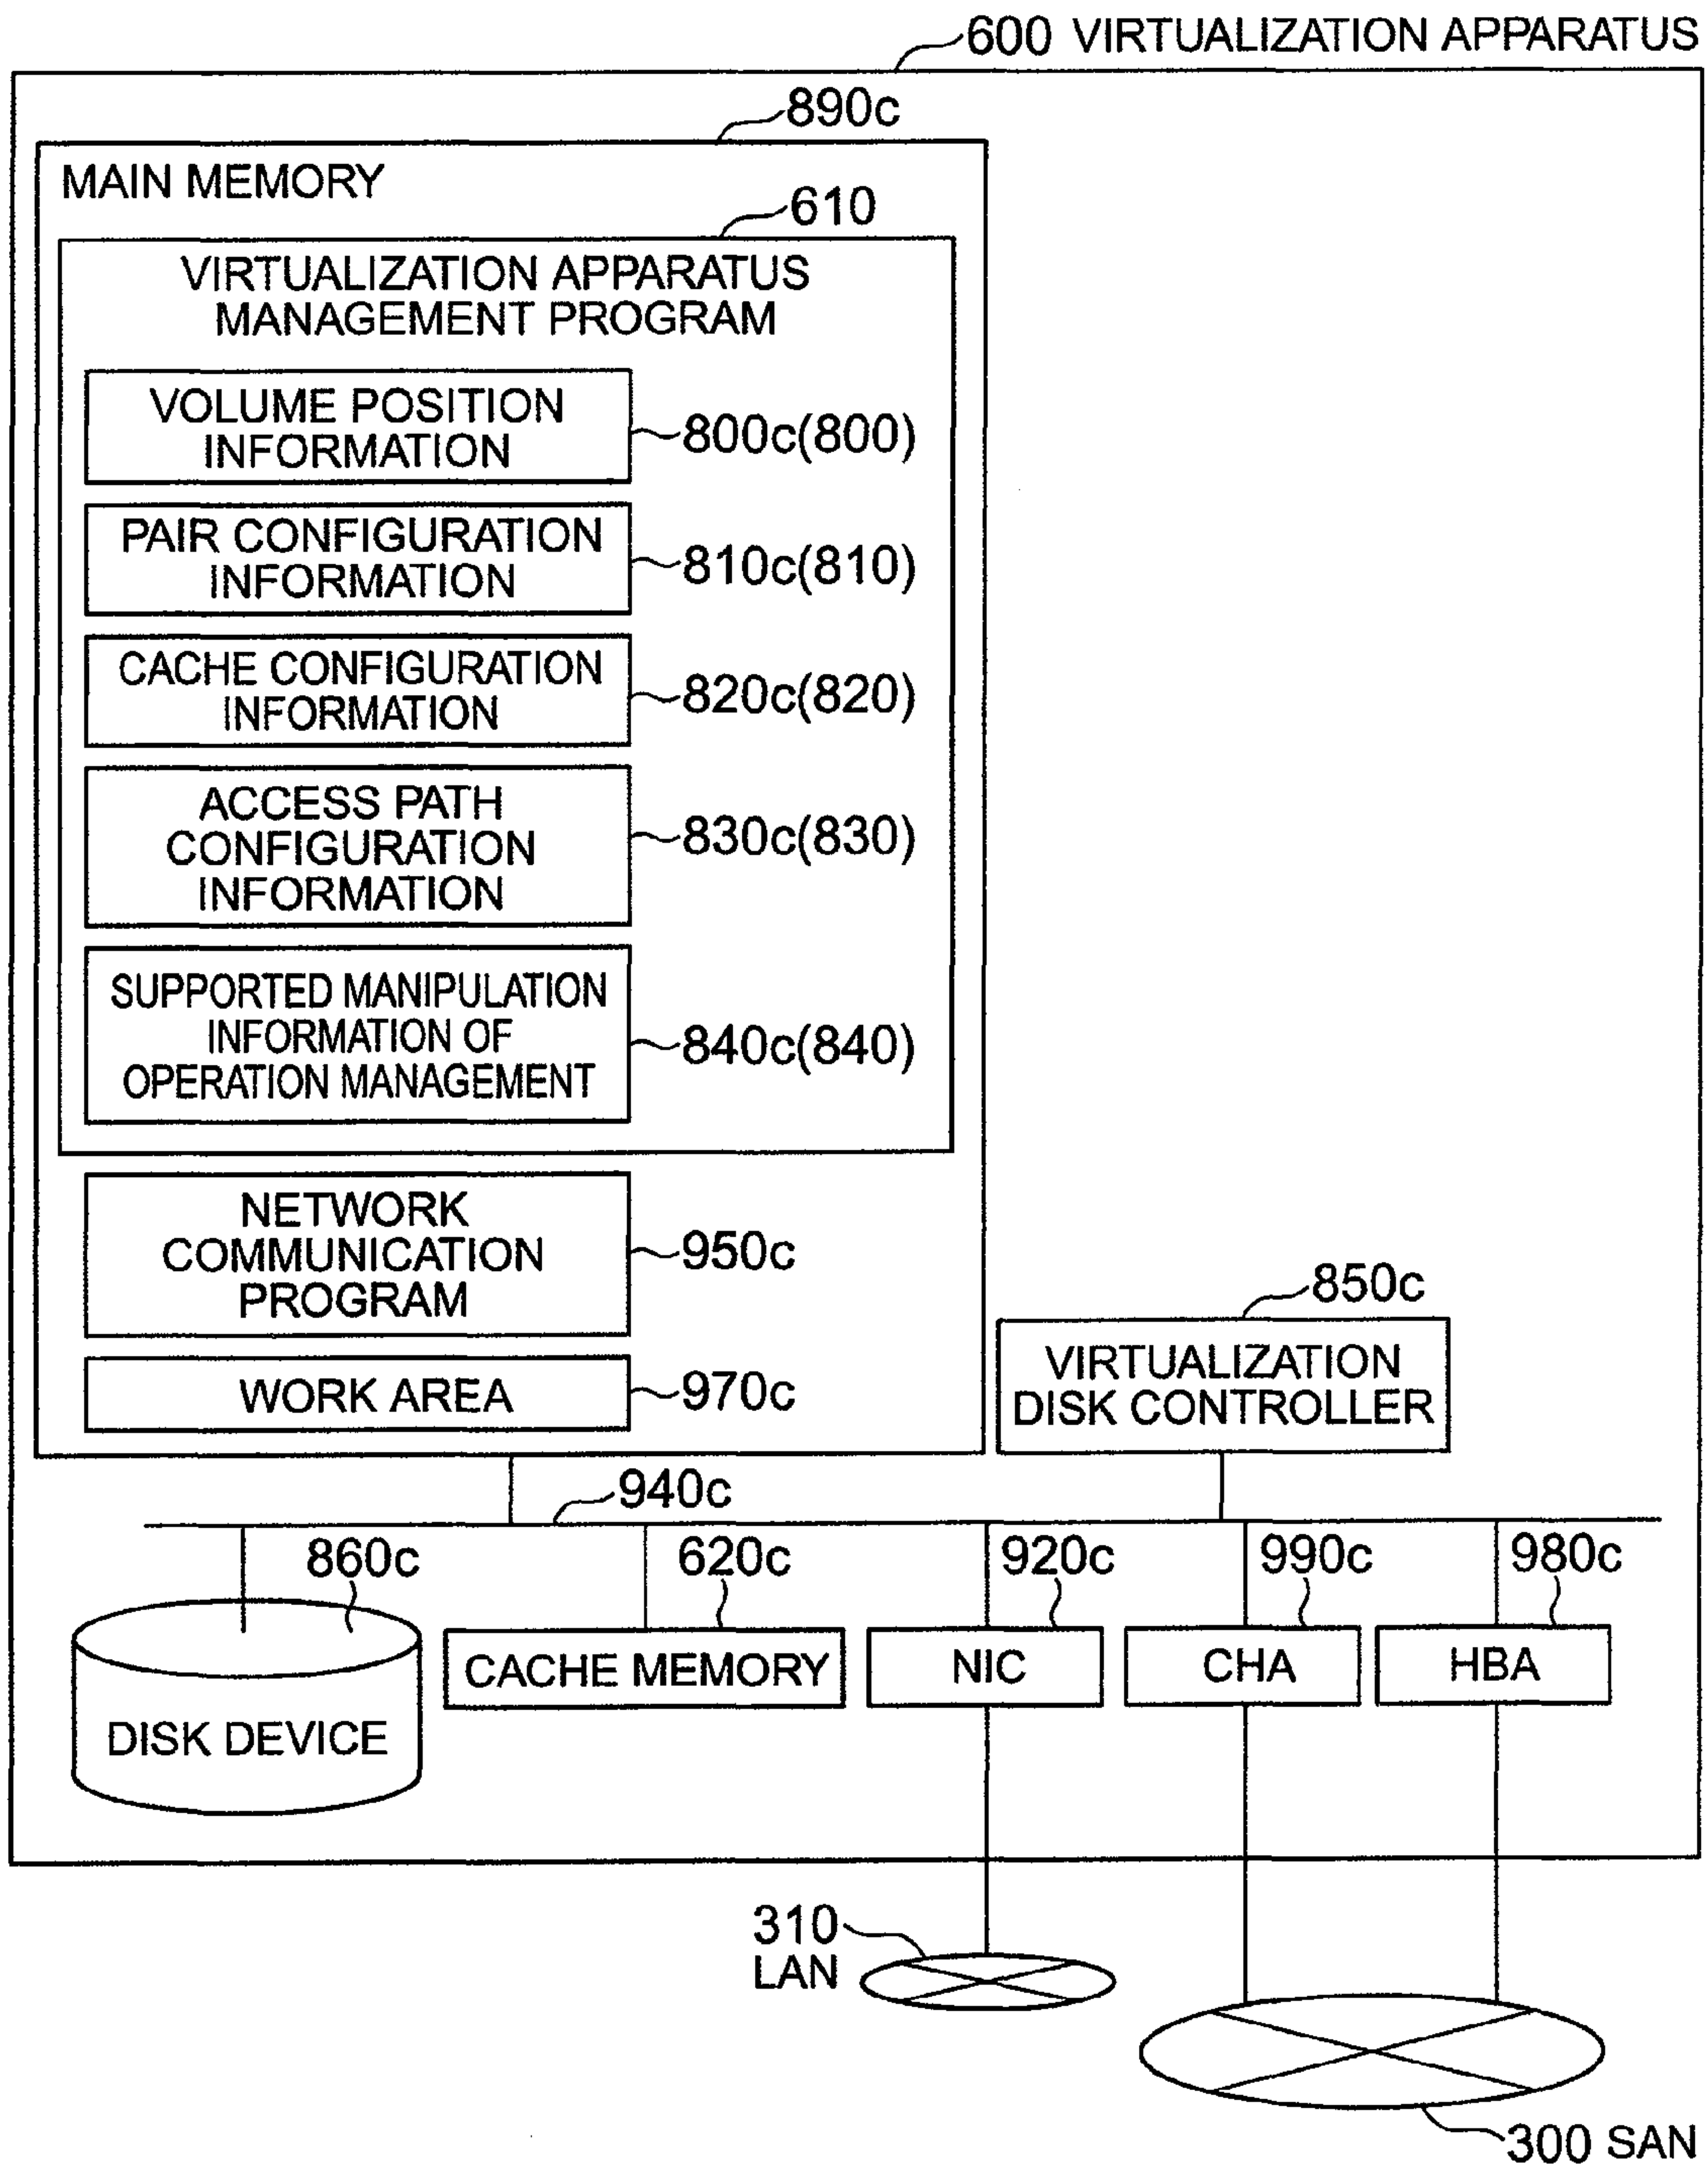 600 VIRTUALIZATION APPARATUS
890c
MAIN MEMORY
610
VIRTUALIZATION APPARATUS
MANAGEMENT PROGRAM
VOLUME POSITION
INFORMATION
800c(800)
PAIR CONFIGURATION
INFORMATION
810c(810)
CACHE CONFIGURATION
INFORMATION
820c(820)
ACCESS PATH
CONFIGURATION
INFORMATION
830c(830)
SUPPORTED MANIPULATION
INFORMATION OF
OPERATION MANAGEMENT
840c(840)
NETWORK
COMMUNICATION
PROGRAM
950c
WORK AREA
970c
850c
VIRTUALIZATION
DISK CONTROLLER
940c
860c
620c
920c
990c
980c
DISK DEVICE
CACHE MEMORY
NIC
CHA
HBA
310
LAN
300 SAN